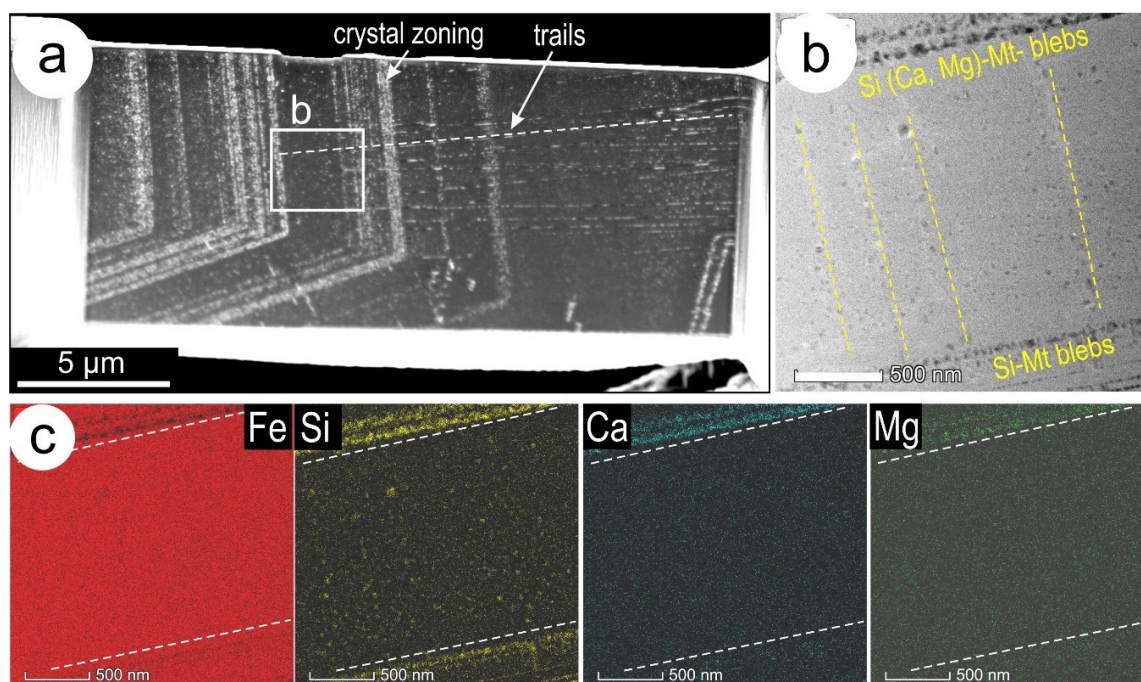 a
crystal zoning
trails
b
5 µm
b
Si (Ca, Mg)-Mt- blebs
Si-Mt blebs
500 nm
c
Fe
Si
Ca
Mg
500 nm
500 nm
500 nm
500 nm